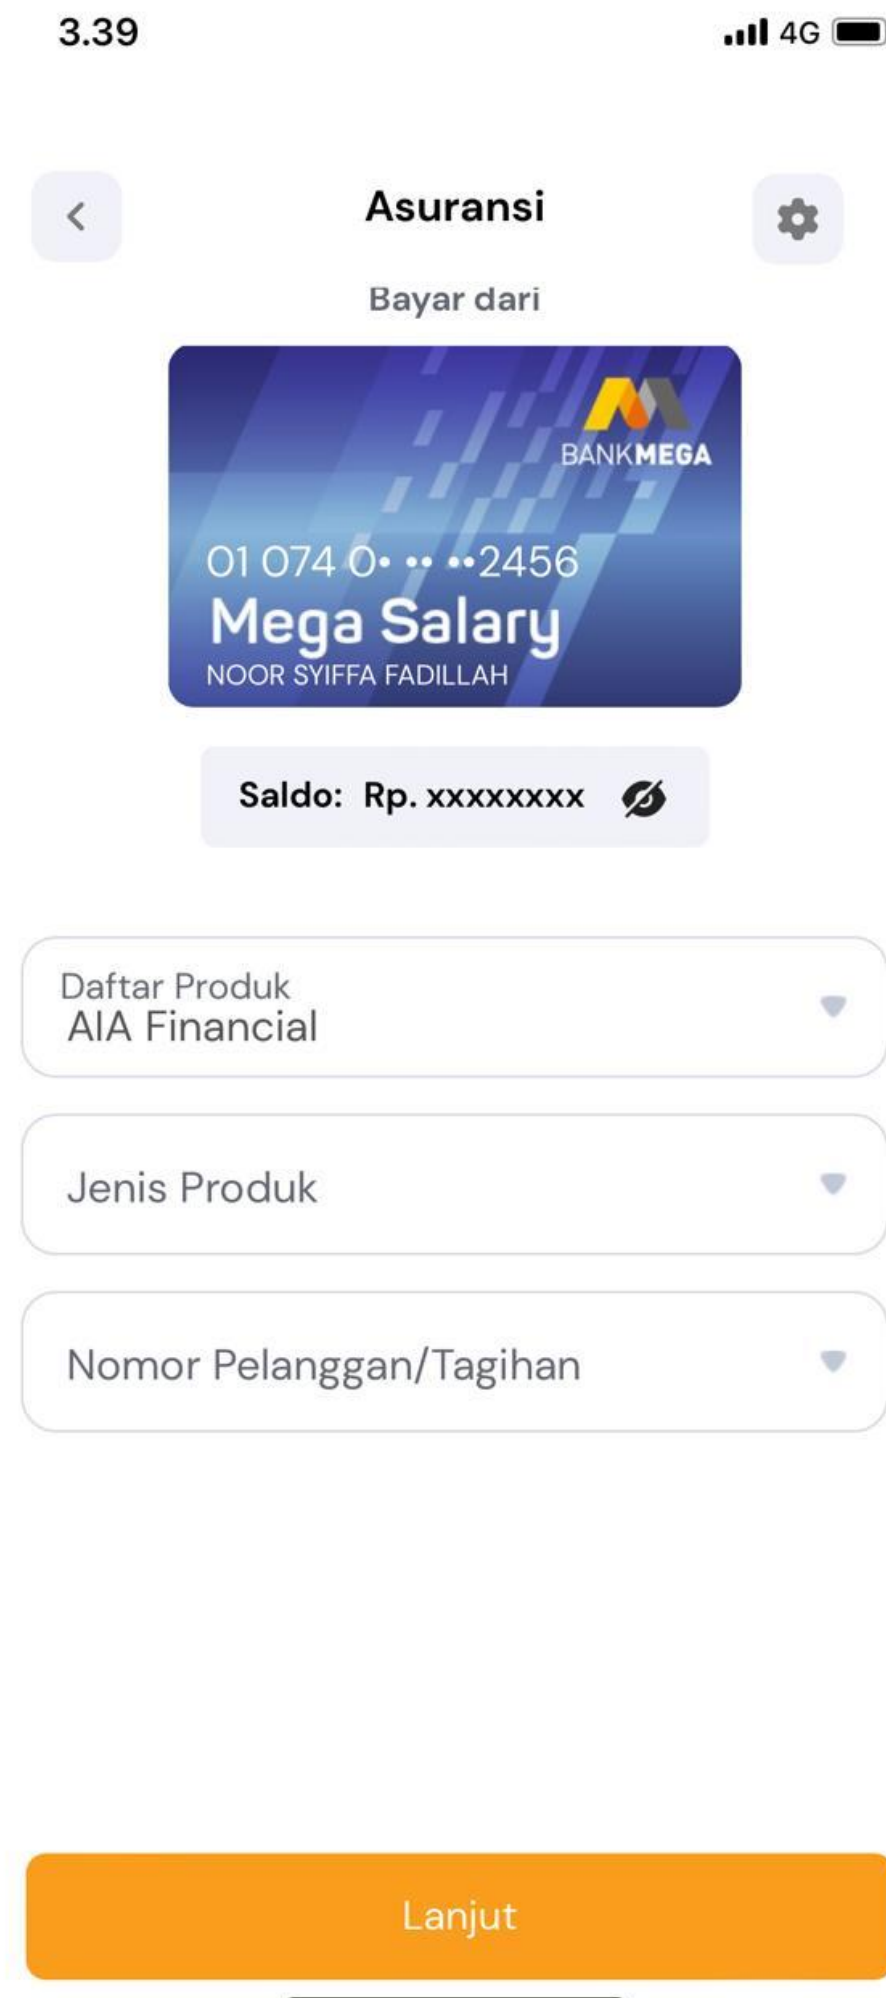 3.39
4G
Asuransi
Bayar dari
BANKMEGA
01 074 0• •• ••2456
Mega Salary
NOOR SYIFFA FADILLAH
Saldo: Rp. xxxxxxxx
Daftar Produk
AIA Financial
Jenis Produk
Nomor Pelanggan/Tagihan
Lanjut